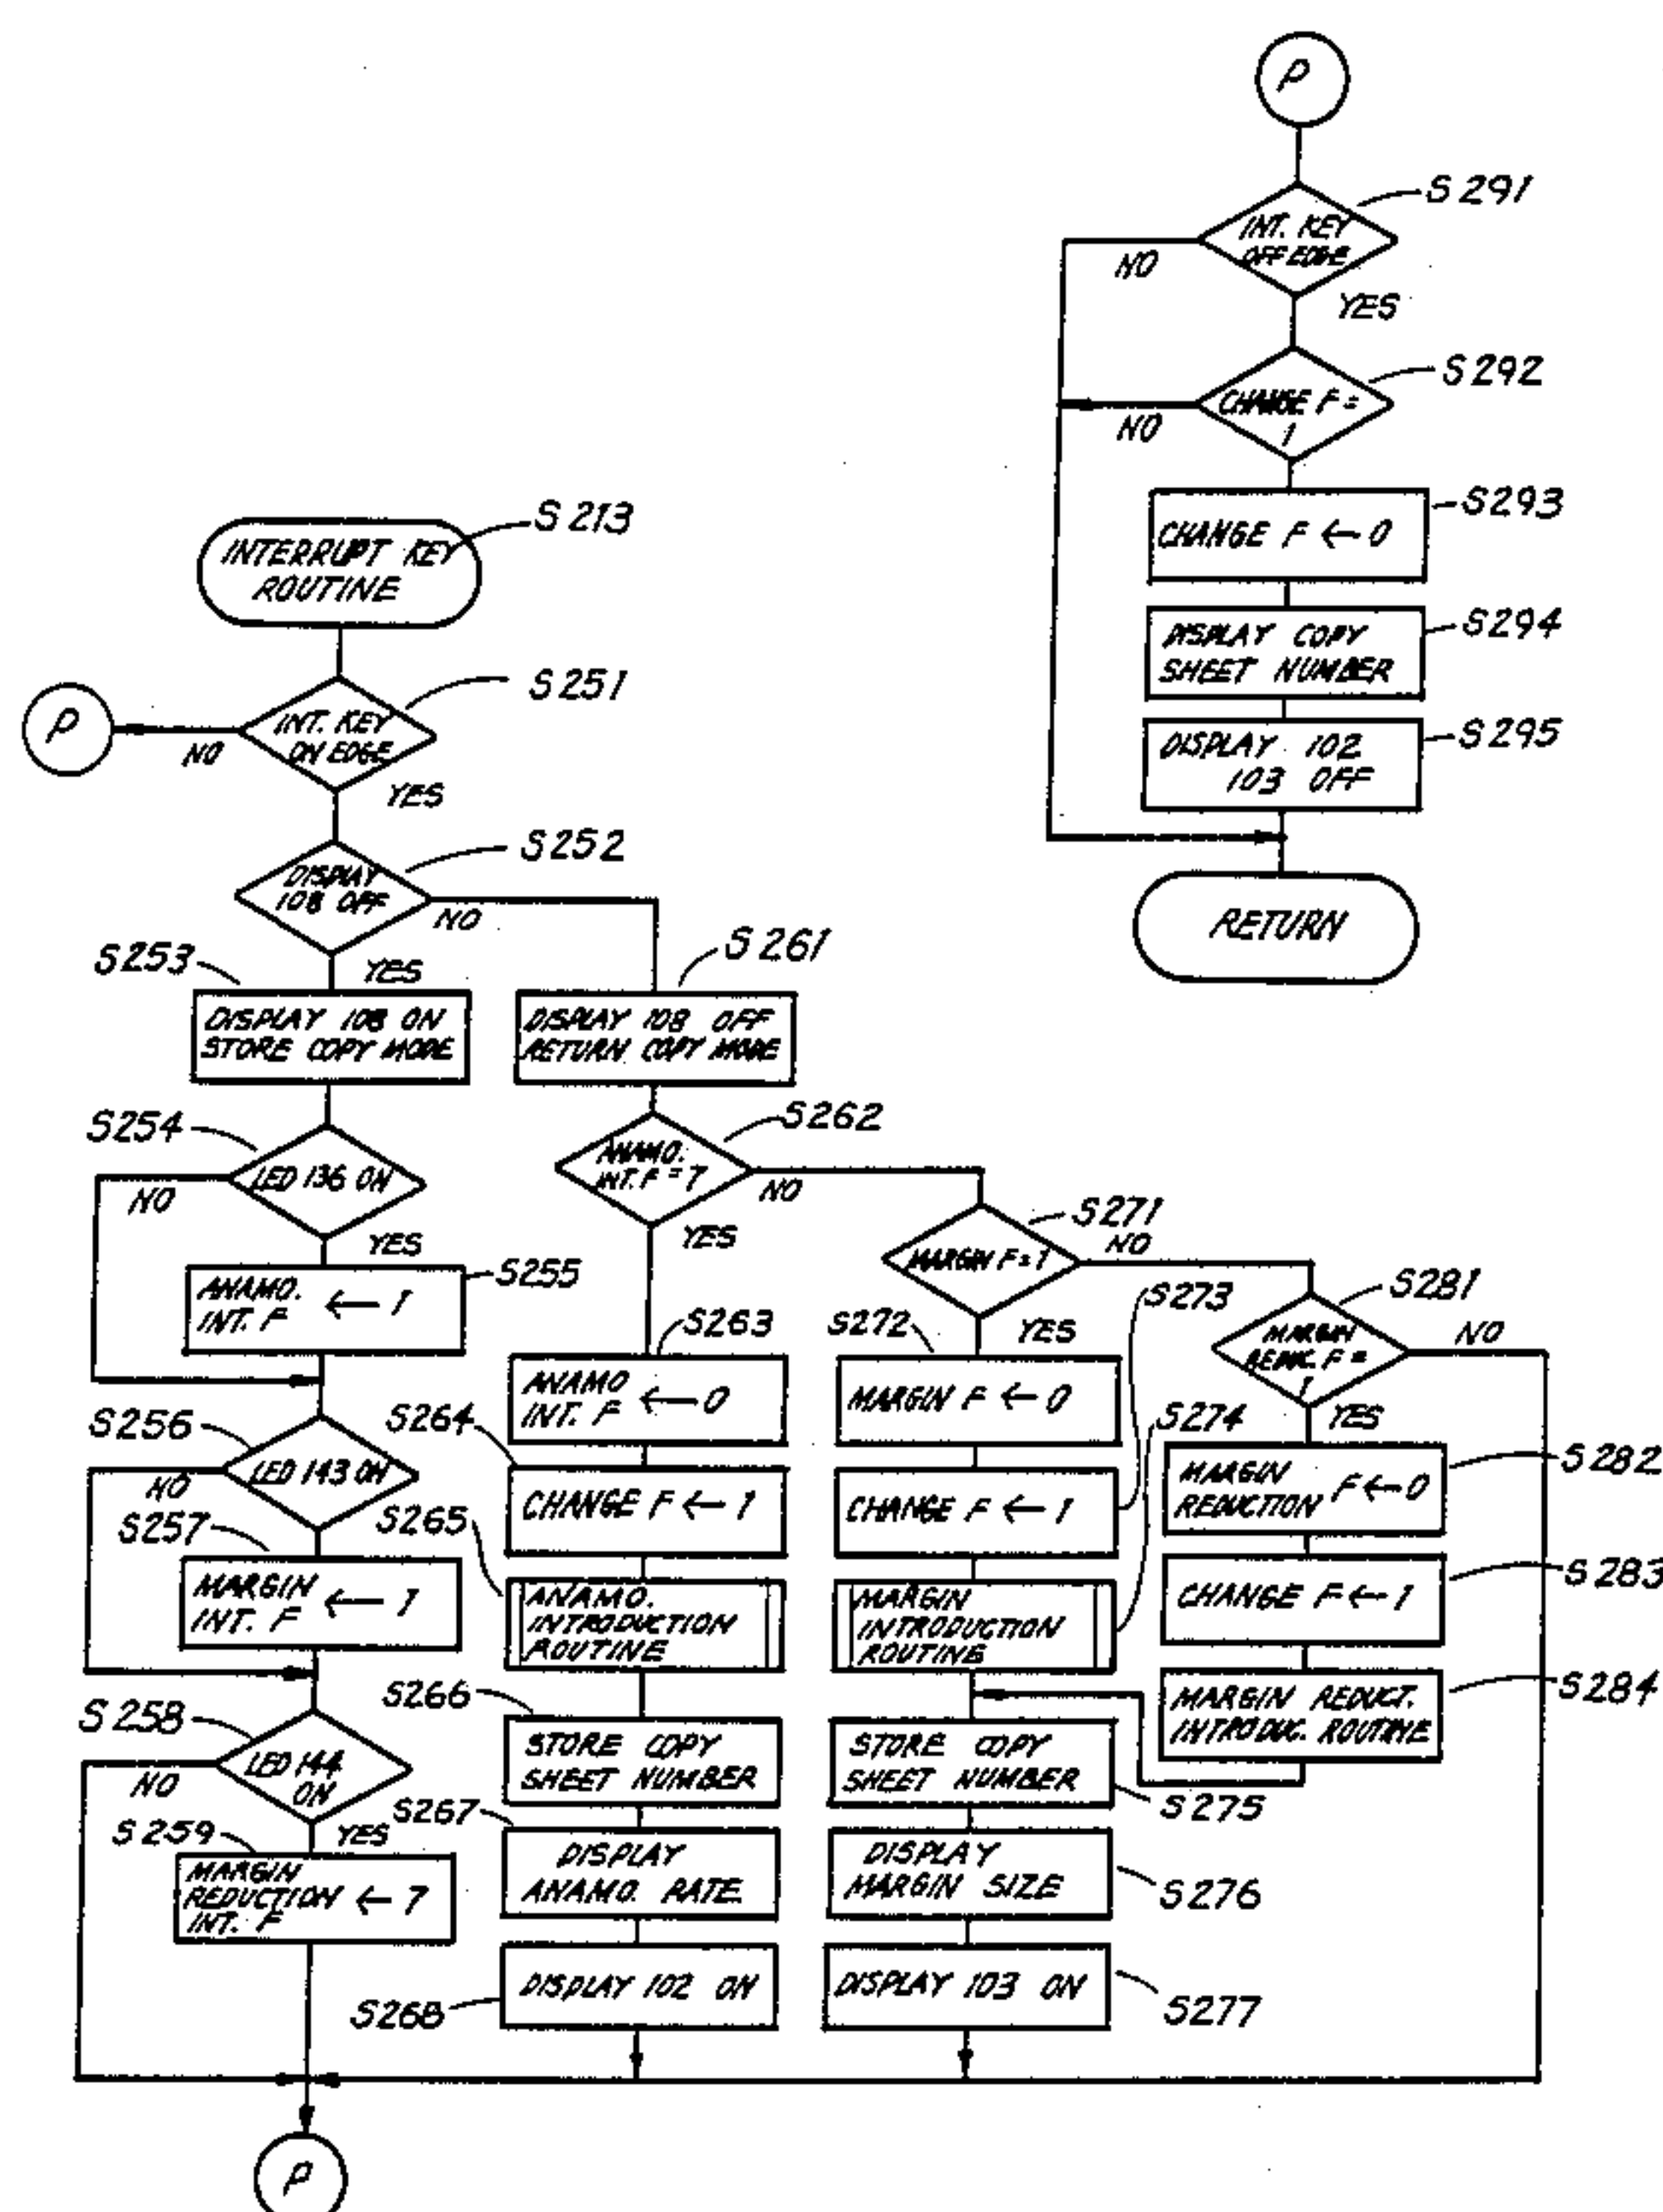 P
S291
INT. KEY
OFF EDGE
NO
YES
S292
CHANGE F =
1
NO
S293
CHANGE F ← 0
S294
DISPLAY COPY
SHEET NUMBER
S295
DISPLAY 102
103 OFF
RETURN
S213
INTERRUPT KEY
ROUTINE
S251
INT. KEY
ON EDGE
P
NO
YES
S252
DISPLAY
108 OFF
NO
YES
S253
DISPLAY 108 ON
STORE COPY MODE
S254
LED 136 ON
NO
YES
S255
ANAMO.
INT. F ← 1
S256
LED 143 ON
NO
S257
MARGIN
INT. F ← 1
S258
LED 144
ON
NO
YES
S259
MARGIN
REDUCTION ← 1
INT. F
P
S261
DISPLAY 108 OFF
RETURN COPY MODE
S262
ANAMO.
INT. F = 1
NO
YES
S263
ANAMO
INT. F ← 0
S264
CHANGE F ← 1
S265
ANAMO.
INTRODUCTION
ROUTINE
S266
STORE COPY
SHEET NUMBER
S267
DISPLAY
ANAMO. RATE.
S268
DISPLAY 102 ON
S271
MARGIN F = 1
NO
YES
S272
MARGIN F ← 0
S273
CHANGE F ← 1
S274
MARGIN
INTRODUCTION
ROUTINE
S275
STORE COPY
SHEET NUMBER
S276
DISPLAY
MARGIN SIZE
S277
DISPLAY 103 ON
S281
MARGIN
REDUC. F =
1
NO
YES
S282
MARGIN
REDUCTION F ← 0
S283
CHANGE F ← 1
S284
MARGIN REDUCT.
INTRODUC. ROUTINE